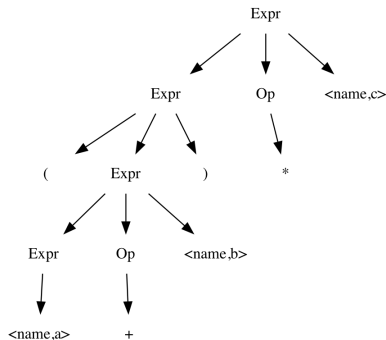 Expr
Expr Op <name,c>
( Expr ) *
Expr Op <name,b>
<name,a> +